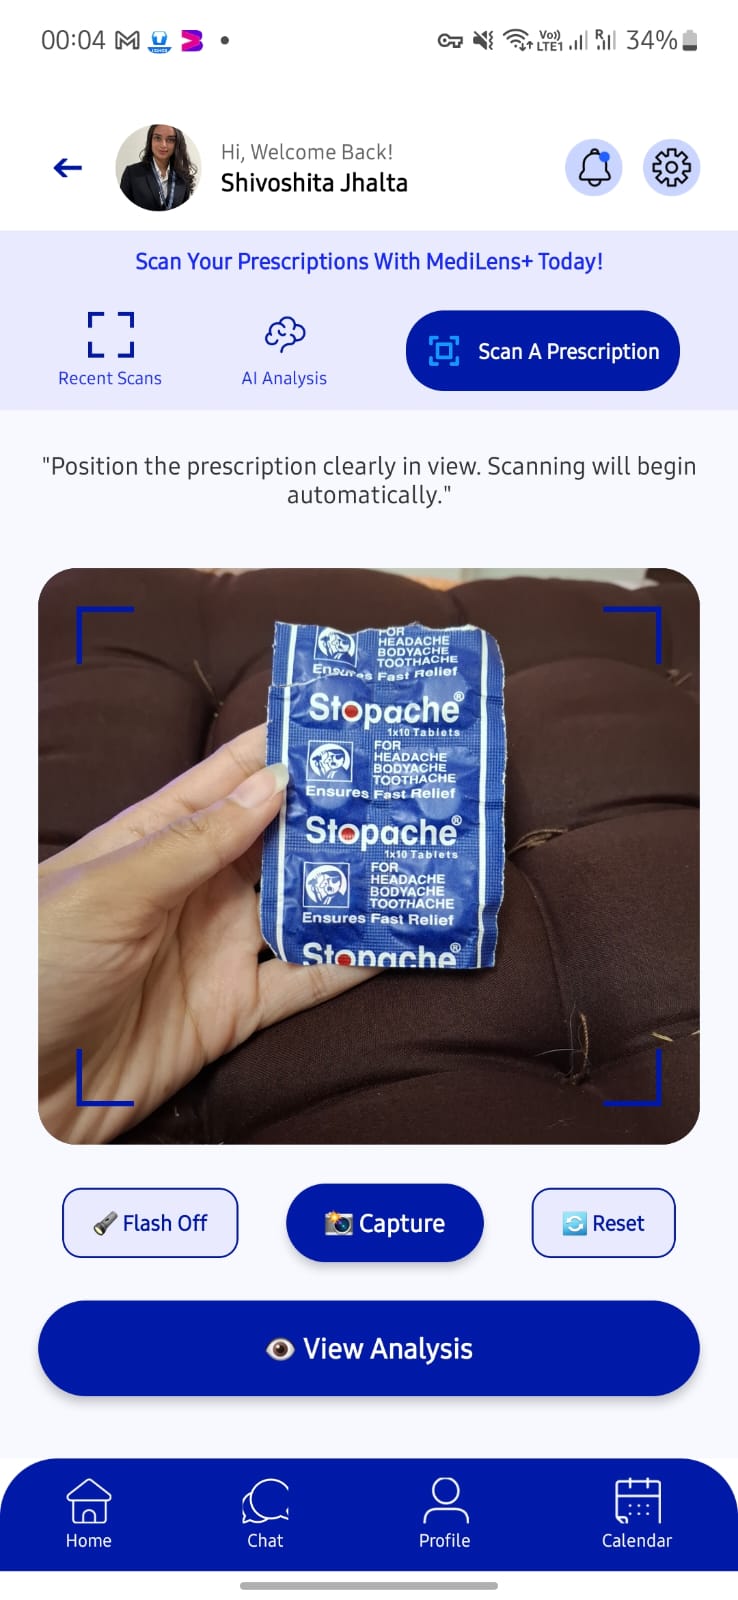 00:04
Vo))
LTE1
R
34%
Hi, Welcome Back!
Shivoshita Jhalta
Scan Your Prescriptions With MediLens+ Today!
Recent Scans
AI Analysis
Scan A Prescription
"Position the prescription clearly in view. Scanning will begin
automatically."
FOR
HEADACHE
BODYACHE
TOOTHACHE
Ensures Fast Relief
Stopache®
1x10 Tablets
FOR
HEADACHE
BODYACHE
TOOTHACHE
Ensures Fast Relief
Stopache®
1x10 Tablets
FOR
HEADACHE
BODYACHE
TOOTHACHE
Ensures Fast Relief
Stopache®
Flash Off
Capture
Reset
View Analysis
Home
Chat
Profile
Calendar